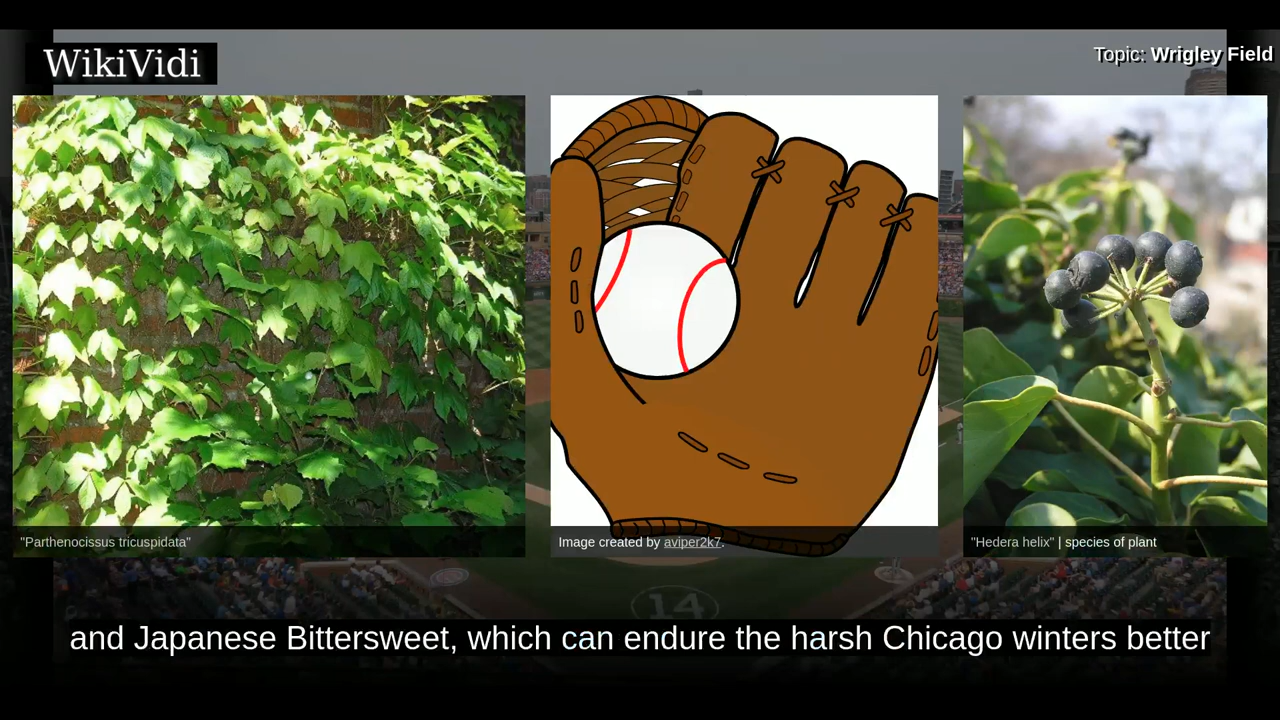 WikiVidi
Topic: Wrigley Field
"Parthenocissus tricuspidata"
Image created by aviper2k7.
"Hedera helix" | species of plant
14
and Japanese Bittersweet, which can endure the harsh Chicago winters better